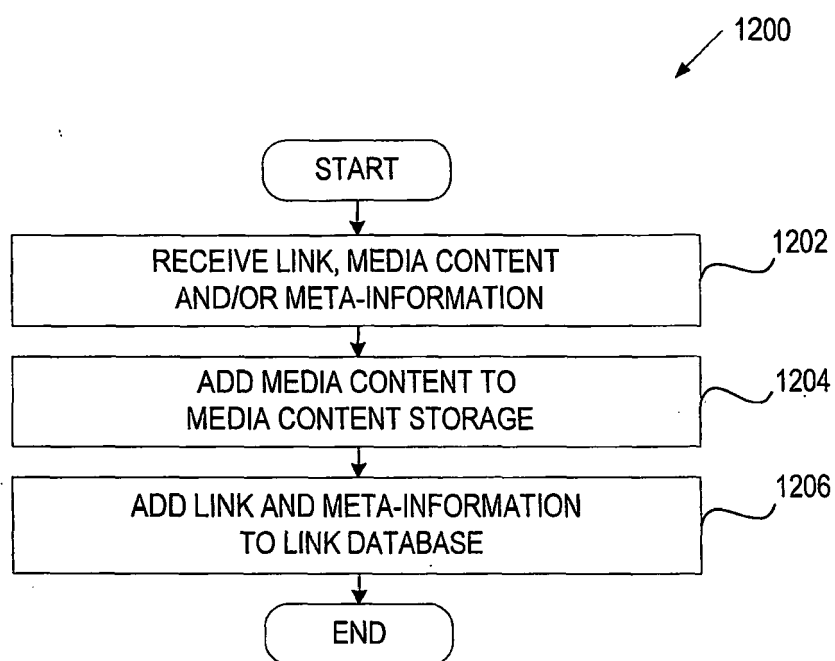 1200
START
RECEIVE LINK, MEDIA CONTENT
AND/OR META-INFORMATION
1202
ADD MEDIA CONTENT TO
MEDIA CONTENT STORAGE
1204
ADD LINK AND META-INFORMATION
TO LINK DATABASE
1206
END